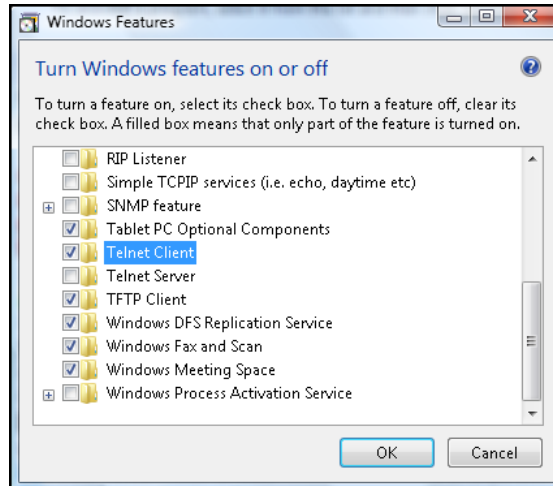 Windows Features
Turn Windows features on or off
To turn a feature on, select its check box. To turn a feature off, clear its
check box. A filled box means that only part of the feature is turned on.
RIP Listener
Simple TCPIP services (i.e. echo, daytime etc)
SNMP feature
Tablet PC Optional Components
Telnet Client
Telnet Server
TFTP Client
Windows DFS Replication Service
Windows Fax and Scan
Windows Meeting Space
Windows Process Activation Service
OK Cancel